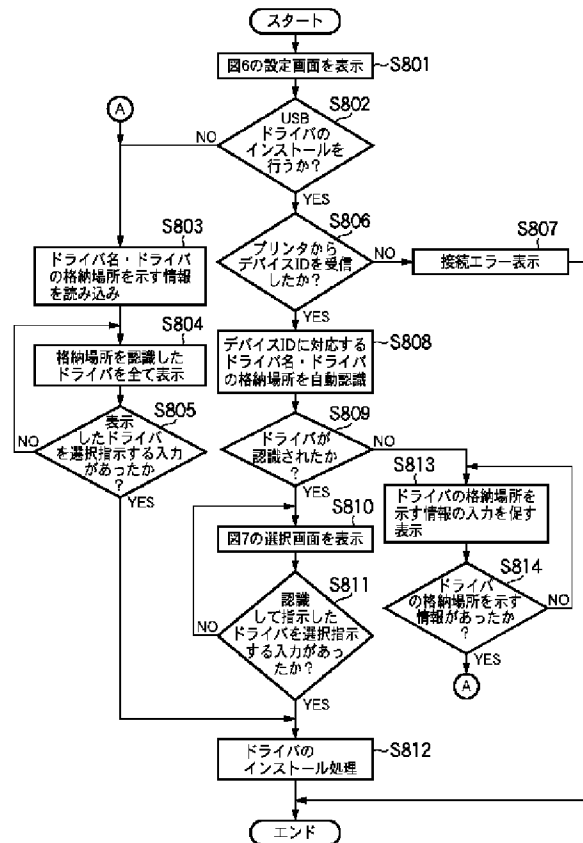 スタート
図6の設定画面を表示
S801
S802
USB
ドライバの
インストールを
行うか?
NO
YES
A
S803
ドライバ名・ドライバ
の格納場所を示す情報
を読み込み
S804
格納場所を認識した
ドライバを全て表示
S805
表示
したドライバ
を選択指示する入力
があったか?
NO
YES
S806
プリンタから
デバイスIDを受信
したか?
NO
YES
S807
接続エラー表示
S808
デバイスIDに対応する
ドライバ名・ドライバ
の格納場所を自動認識
S809
ドライバが
認識されたか
?
NO
YES
S810
図7の選択画面を表示
S811
認識
して指示した
ドライバを選択指示
する入力があっ
たか?
NO
YES
S813
ドライバの格納場所を
示す情報の入力を促す
表示
S814
ドライバ
の格納場所を示す
情報があったか
?
NO
YES
A
S812
ドライバの
インストール処理
エンド